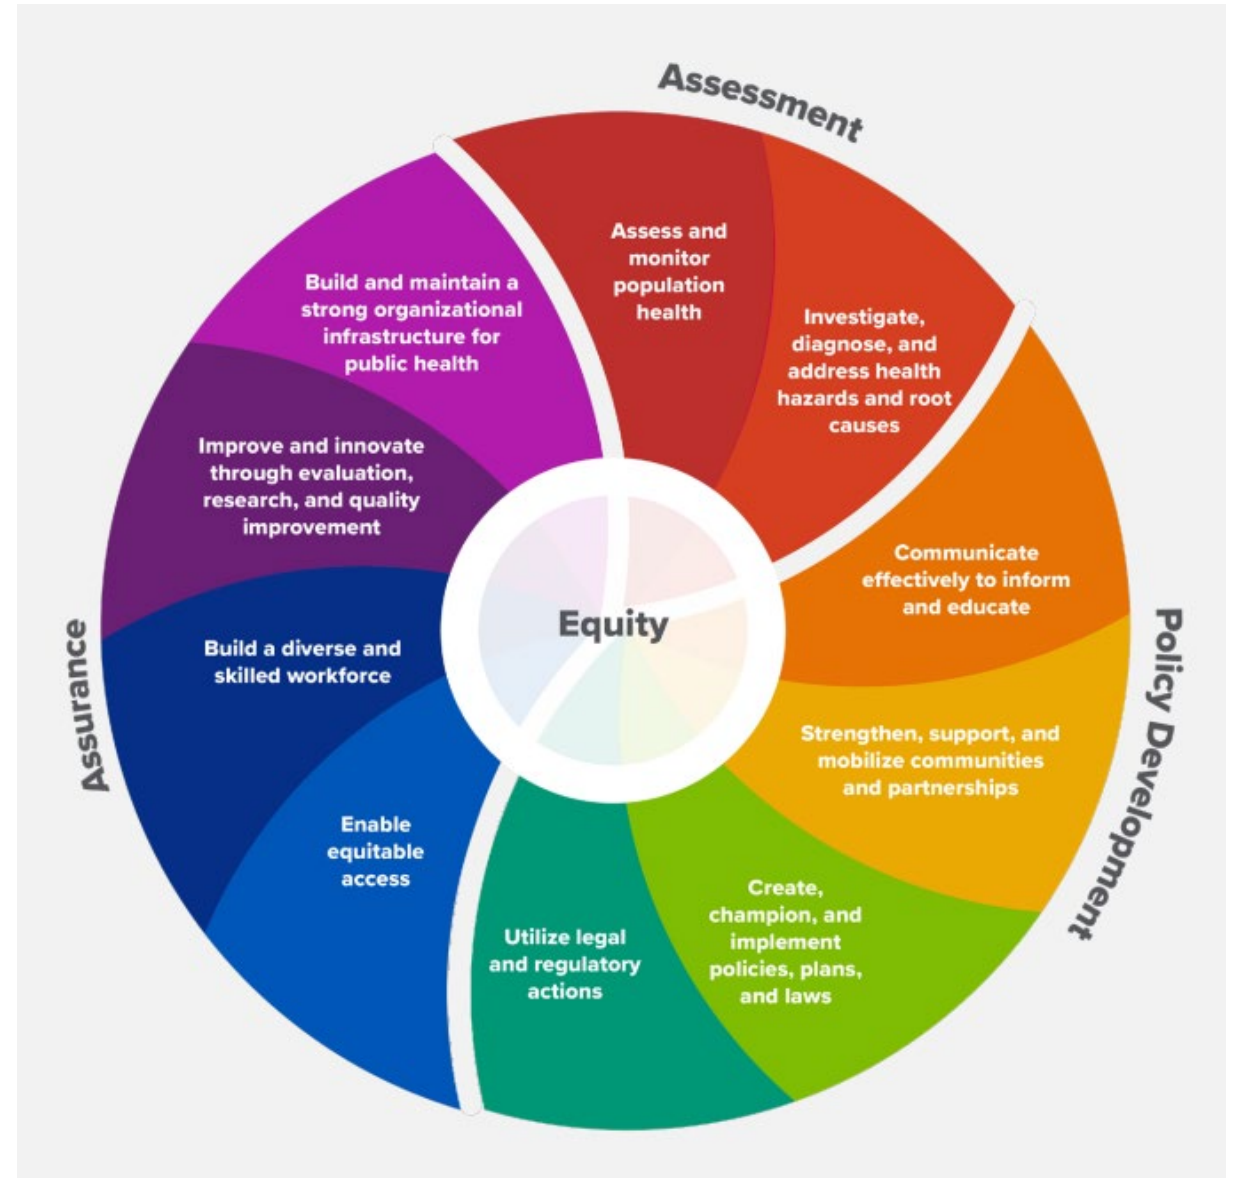 Assessment
Assess and
monitor
population
health
Investigate,
diagnose, and
address health
hazards and root
causes
Policy Development
Communicate
effectively to inform
and educate
Strengthen, support, and
mobilize communities
and partnerships
Create,
champion, and
implement
policies, plans,
and laws
Utilize legal
and regulatory
actions
Assurance
Enable
equitable
access
Build a diverse and
skilled workforce
Improve and innovate
through evaluation,
research, and quality
improvement
Build and maintain a
strong organizational
infrastructure for
public health
Equity